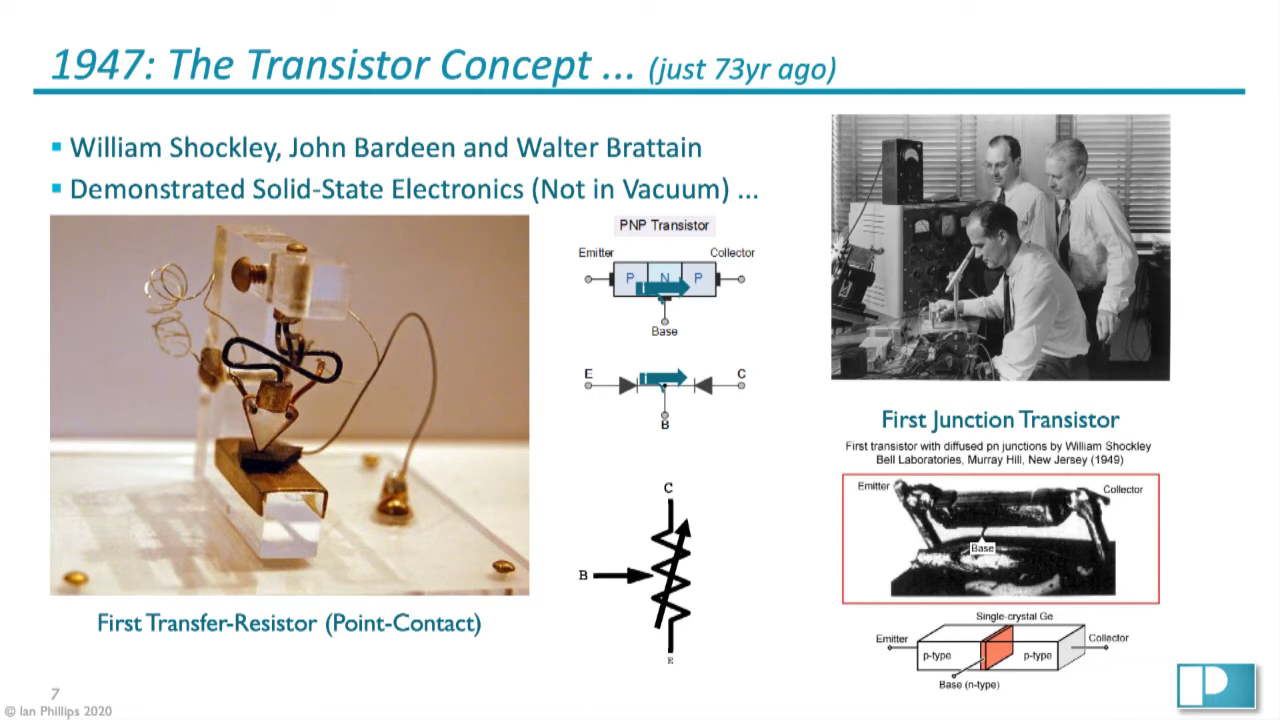 1947: The Transistor Concept ... (just 73yr ago)
William Shockley, John Bardeen and Walter Brattain
Demonstrated Solid-State Electronics (Not in Vacuum) ...
PNP Transistor
Emitter
Collector
P N P
Base
E
C
B
C
B
E
First Transfer-Resistor (Point-Contact)
First Junction Transistor
First transistor with diffused pn junctions by William Shockley
Bell Laboratories, Murray Hill, New Jersey (1949)
Emitter
Collector
Base
Single-crystal Ge
Emitter
Collector
p-type
p-type
Base (n-type)
7
© Ian Phillips 2020